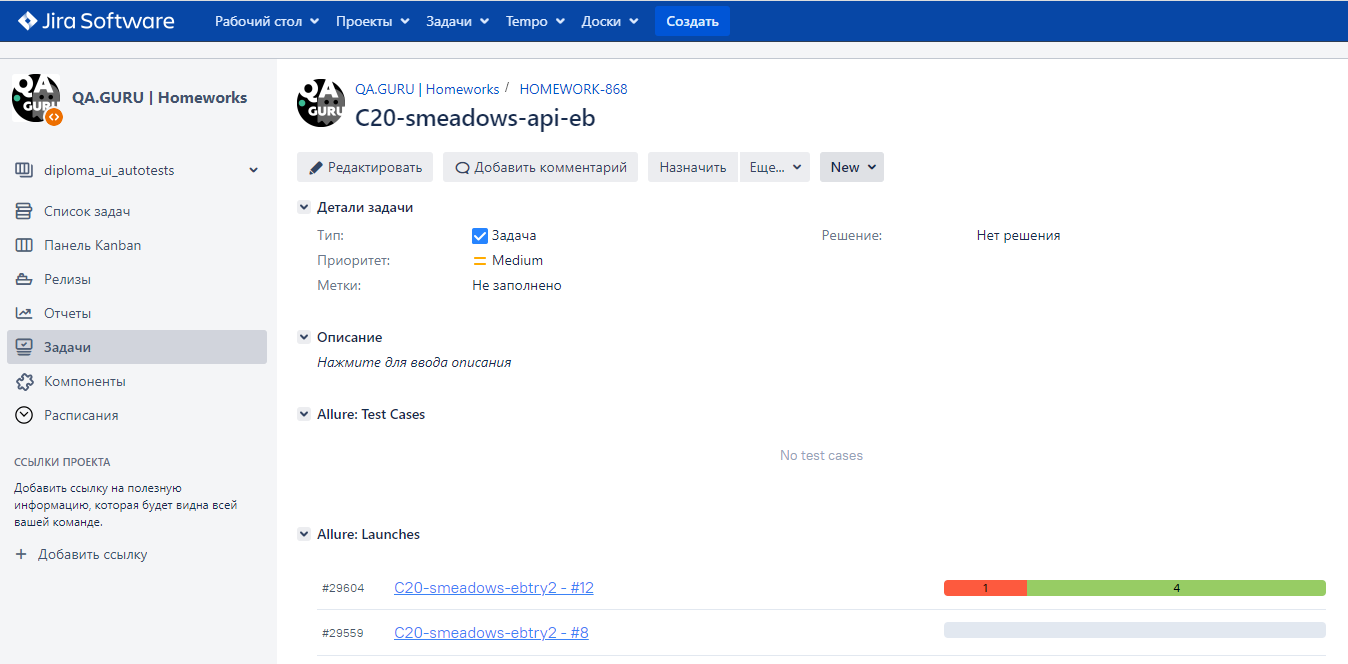 Jira Software Рабочий стол Проекты Задачи Tempo Доски Создать
QA GURU
QA.GURU | Homeworks
diploma_ui_autotests
Список задач
Панель Kanban
Релизы
Отчеты
Задачи
Компоненты
Расписания
ССЫЛКИ ПРОЕКТА
Добавить ссылку на полезную
информацию, которая будет видна всей
вашей команде.
+ Добавить ссылку
QA GURU
QA.GURU | Homeworks / HOMEWORK-868
C20-smeadows-api-eb
Редактировать Добавить комментарий Назначить Еще... New
Детали задачи
Тип: Задача Решение: Нет решения
Приоритет: Medium
Метки: Не заполнено
Описание
Нажмите для ввода описания
Allure: Test Cases
No test cases
Allure: Launches
#29604 C20-smeadows-ebtry2 - #12 1 4
#29559 C20-smeadows-ebtry2 - #8